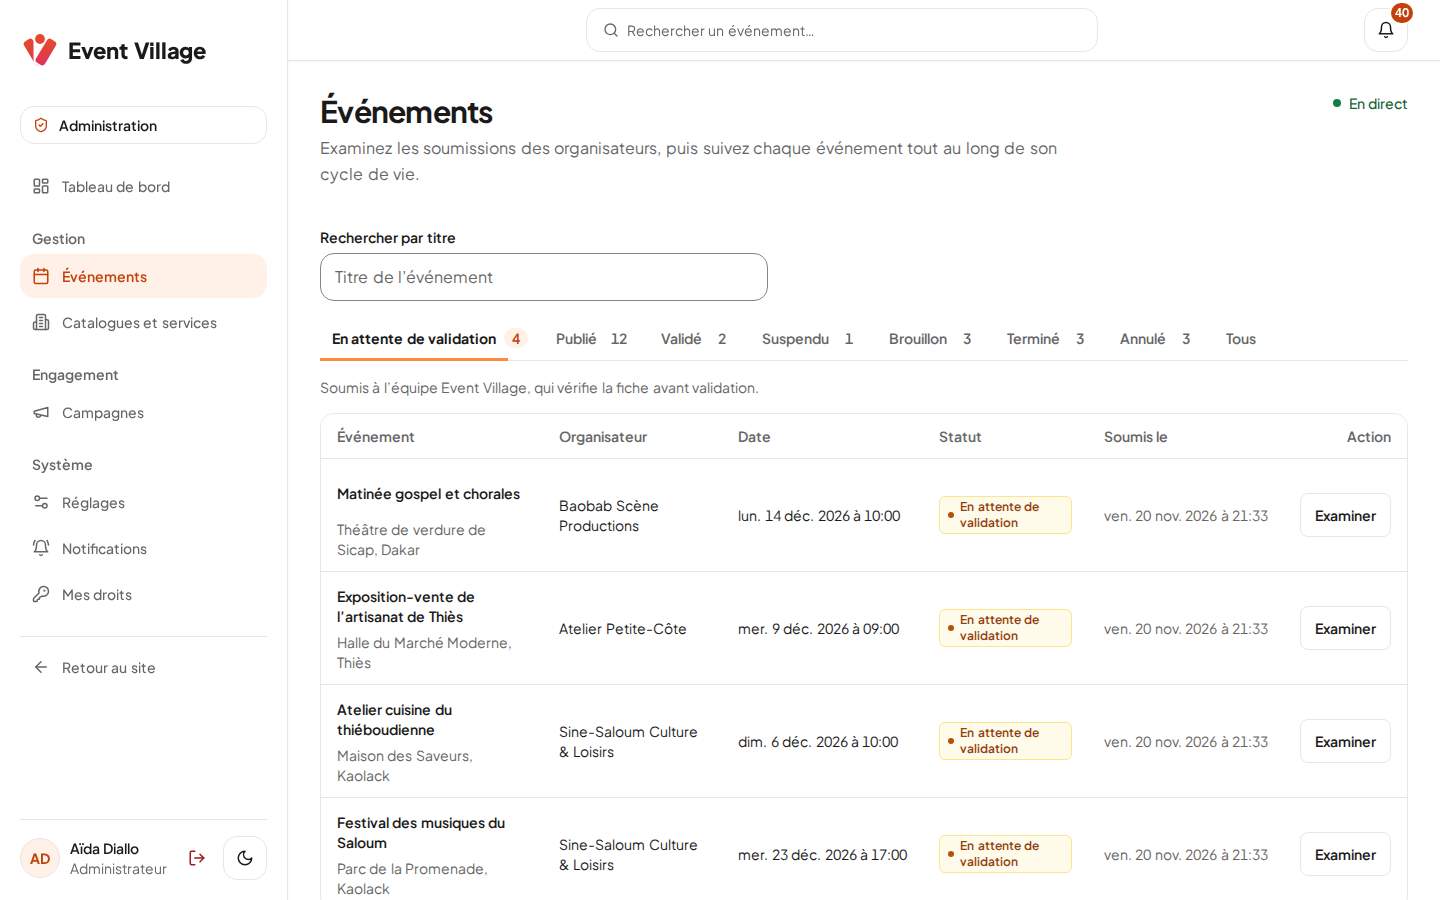 Event Village
Administration
Tableau de bord
Gestion
Événements
Catalogues et services
Engagement
Campagnes
Système
Réglages
Notifications
Mes droits
Retour au site
AD
Aïda Diallo
Administrateur
Rechercher un événement…
40
Événements
En direct
Examinez les soumissions des organisateurs, puis suivez chaque événement tout au long de son
cycle de vie.
Rechercher par titre
Titre de l’événement
En attente de validation 4 Publié 12 Validé 2 Suspendu 1 Brouillon 3 Terminé 3 Annulé 3 Tous
Soumis à l’équipe Event Village, qui vérifie la fiche avant validation.
Événement Organisateur Date Statut Soumis le Action
Matinée gospel et chorales
Théâtre de verdure de
Sicap, Dakar
Baobab Scène
Productions
lun. 14 déc. 2026 à 10:00
En attente de
validation
ven. 20 nov. 2026 à 21:33
Examiner
Exposition-vente de
l’artisanat de Thiès
Halle du Marché Moderne,
Thiès
Atelier Petite-Côte
mer. 9 déc. 2026 à 09:00
En attente de
validation
ven. 20 nov. 2026 à 21:33
Examiner
Atelier cuisine du
thiéboudienne
Maison des Saveurs,
Kaolack
Sine-Saloum Culture
& Loisirs
dim. 6 déc. 2026 à 10:00
En attente de
validation
ven. 20 nov. 2026 à 21:33
Examiner
Festival des musiques du
Saloum
Parc de la Promenade,
Kaolack
Sine-Saloum Culture
& Loisirs
mer. 23 déc. 2026 à 17:00
En attente de
validation
ven. 20 nov. 2026 à 21:33
Examiner